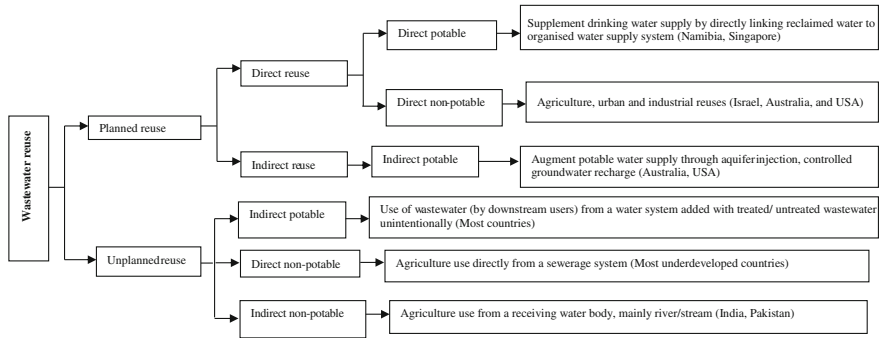 Wastewater reuse
Planned reuse
Direct reuse
Direct potable
Supplement drinking water supply by directly linking reclaimed water to
organised water supply system (Namibia, Singapore)
Direct non-potable
Agriculture, urban and industrial reuses (Israel, Australia, and USA)
Indirect reuse
Indirect potable
Augment potable water supply through aquifer injection, controlled
groundwater recharge (Australia, USA)
Unplanned reuse
Indirect potable
Use of wastewater (by downstream users) from a water system added with treated/ untreated wastewater
unintentionally (Most countries)
Direct non-potable
Agriculture use directly from a sewerage system (Most underdeveloped countries)
Indirect non-potable
Agriculture use from a receiving water body, mainly river/stream (India, Pakistan)